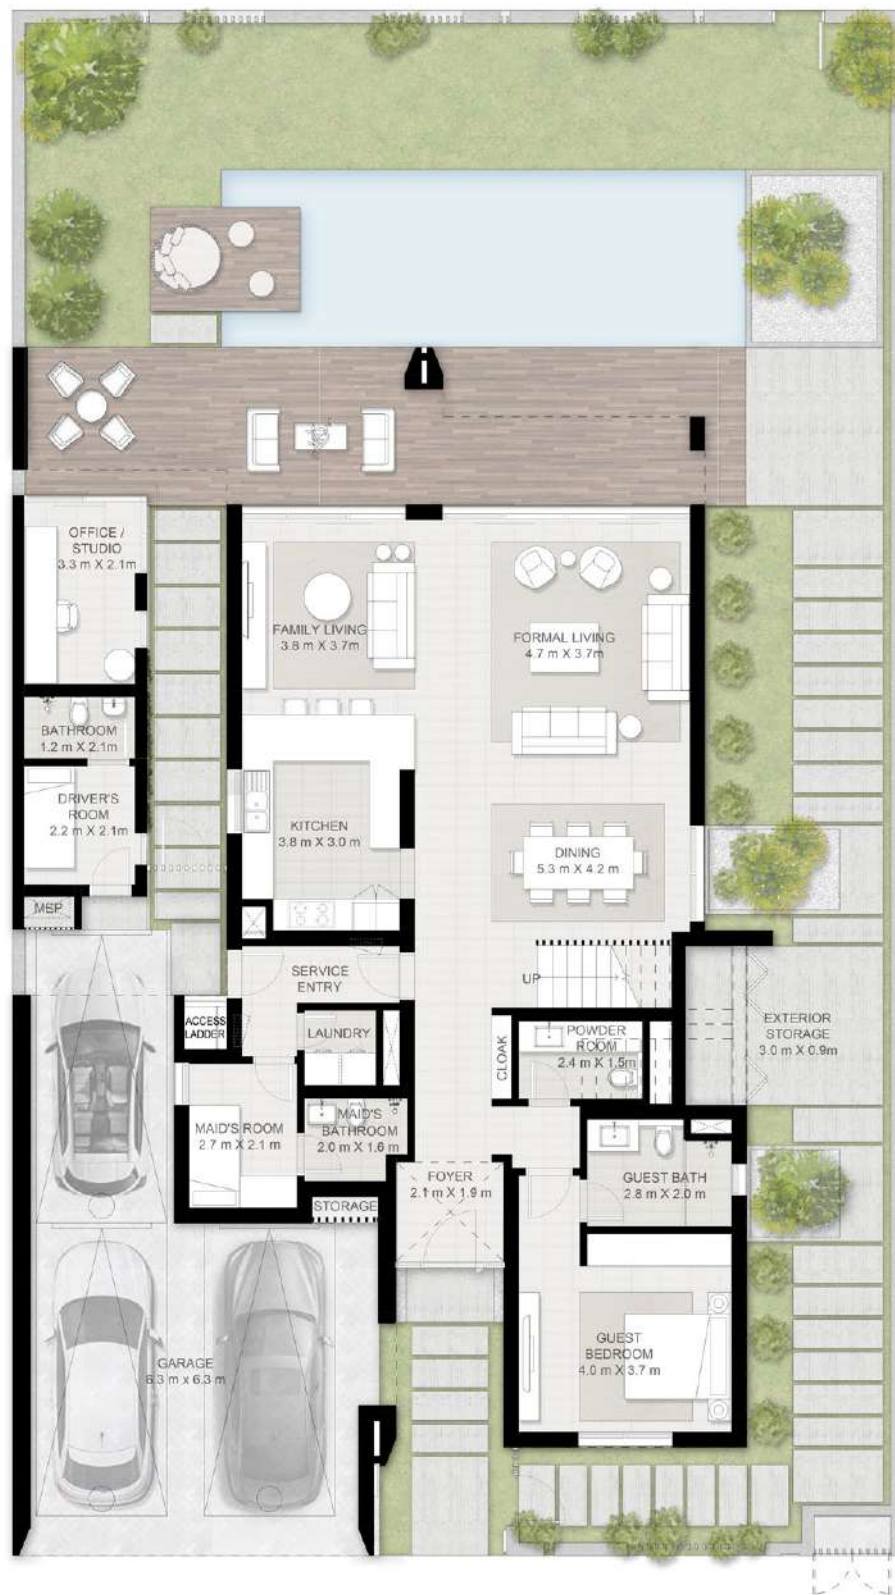 OFFICE /
STUDIO
3.3 m X 2.1m
FAMILY LIVING
3.8 m X 3.7m
FORMAL LIVING
4.7 m X 3.7m
BATHROOM
1.2 m X 2.1m
DRIVER'S
ROOM
2.2 m X 2.1m
KITCHEN
3.8 m X 3.0 m
DINING
5.3 m X 4.2 m
MEP
SERVICE
ENTRY
UP
ACCESS
LADDER
LAUNDRY
CLOAK
POWDER
ROOM
2.4 m X 1.5m
EXTERIOR
STORAGE
3.0 m X 0.9m
MAID'S ROOM
2.7 m X 2.1 m
MAID'S
BATHROOM
2.0 m X 1.6 m
FOYER
2.1 m X 1.9 m
GUEST BATH
2.8 m X 2.0 m
STORAGE
GUEST
BEDROOM
4.0 m X 3.7 m
GARAGE
6.3 m x 6.3 m